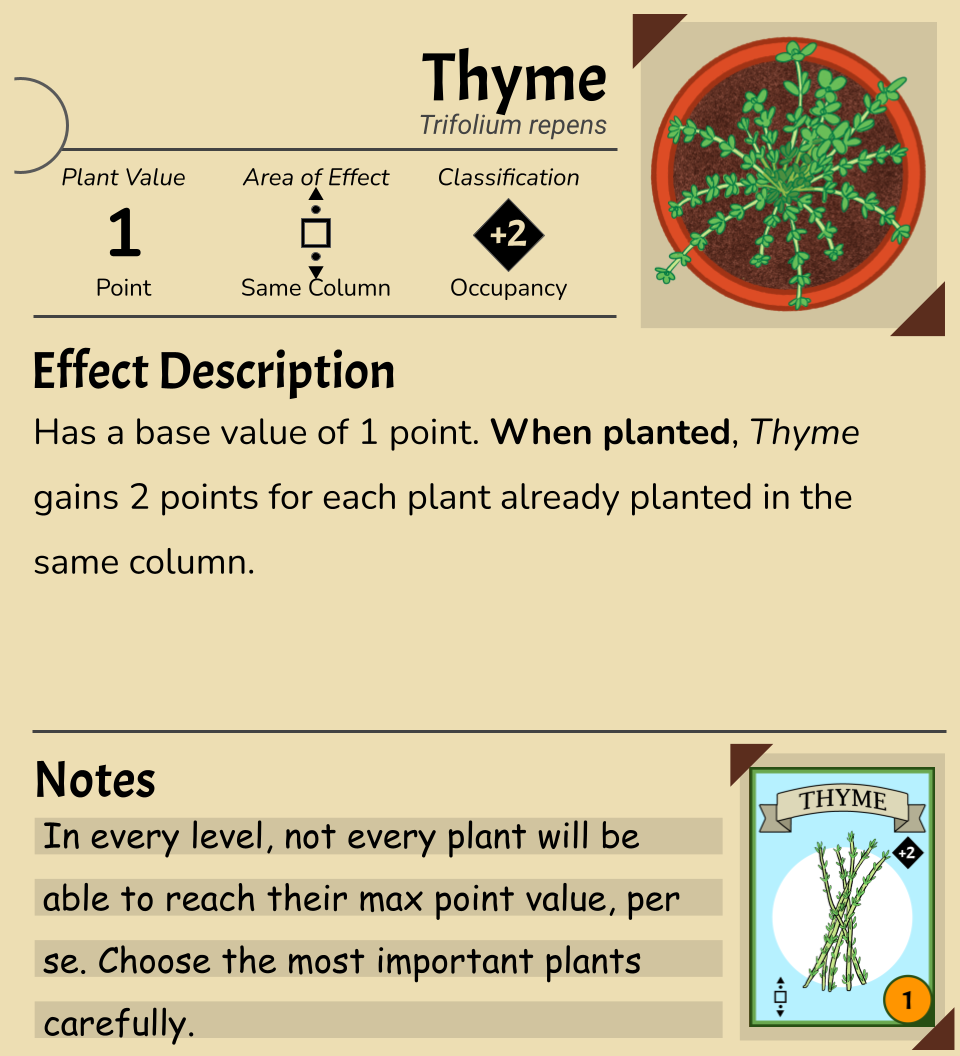 Thyme
Trifolium repens
Plant Value
Area of Effect
Classification
1
+2
Point
Same Column
Occupancy
Effect Description
Has a base value of 1 point. When planted, Thyme
gains 2 points for each plant already planted in the
same column.
Notes
In every level, not every plant will be
able to reach their max point value, per
se. Choose the most important plants
carefully.
THYME
+2
1